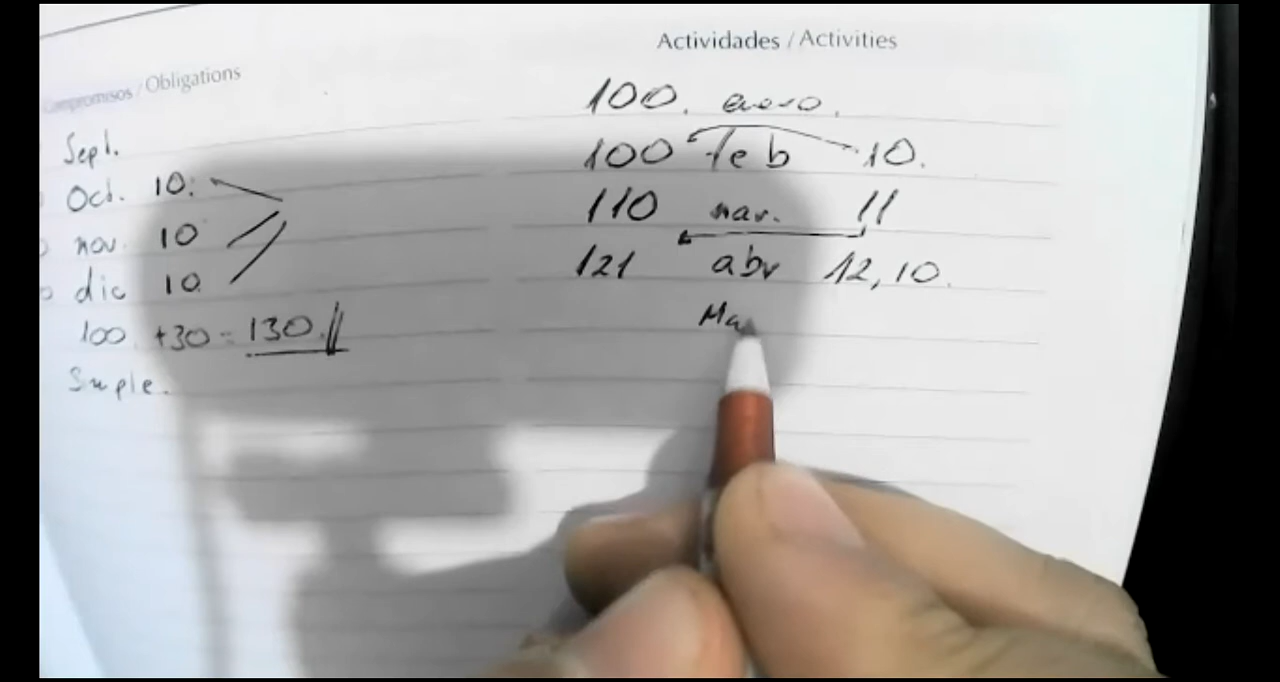 Compromisos / Obligations
Sept.
Oct. 10.
nov. 10
dic 10
100 +30 = 130 //
Simple.
Actividades / Activities
100. enero.
100 feb 10.
110 mar. 11
121 abr 12,10.
Ma